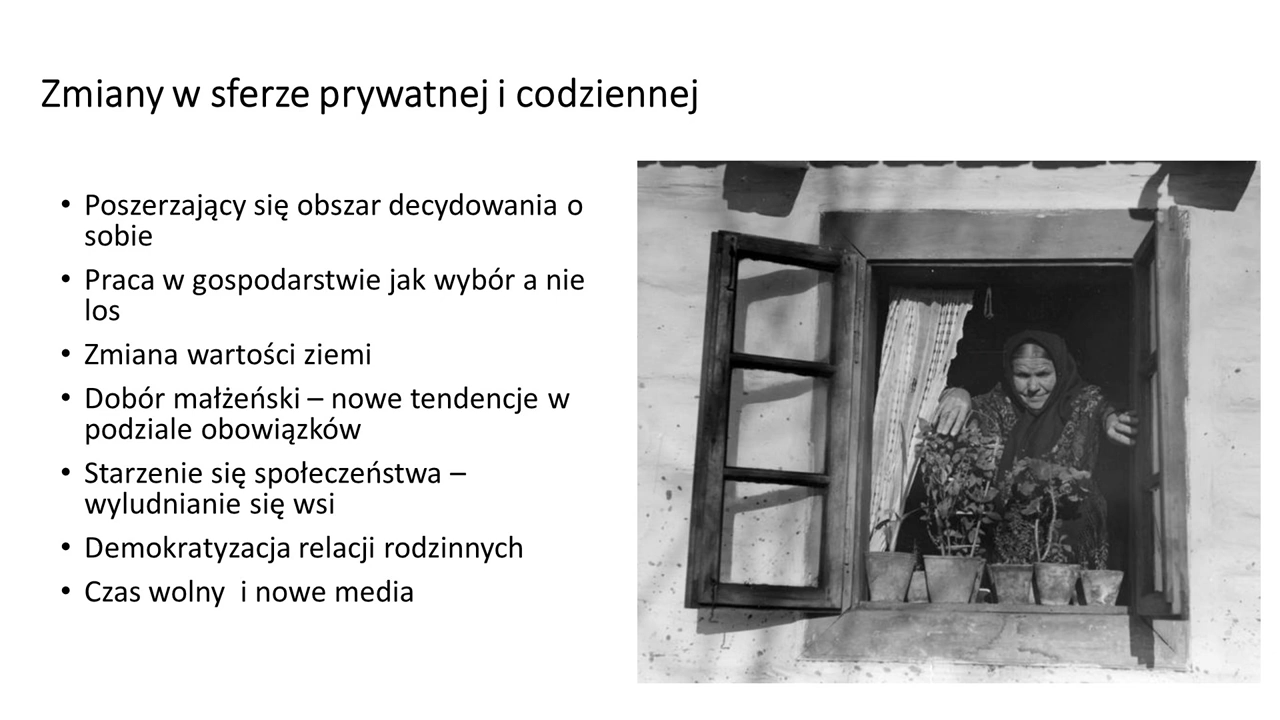 Zmiany w sferze prywatnej i codziennej
• Poszerzający się obszar decydowania o
sobie
• Praca w gospodarstwie jak wybór a nie
los
• Zmiana wartości ziemi
• Dobór małżeński – nowe tendencje w
podziale obowiązków
• Starzenie się społeczeństwa –
wyludnianie się wsi
• Demokratyzacja relacji rodzinnych
• Czas wolny  i nowe media